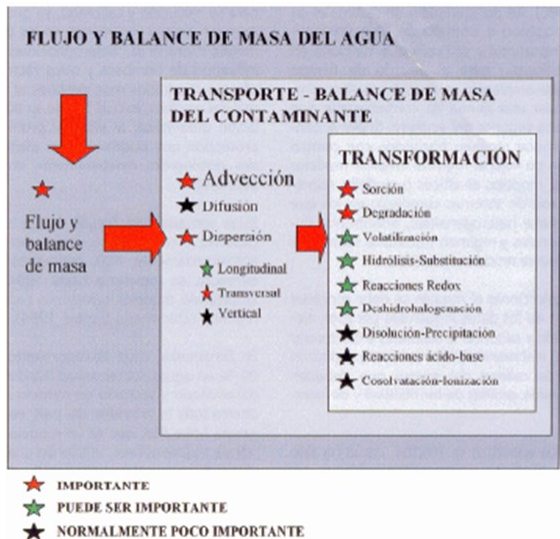 FLUJO Y BALANCE DE MASA DEL AGUA
TRANSPORTE - BALANCE DE MASA
DEL CONTAMINANTE
Flujo y
balance
de masa
Advección
Difusión
Dispersión
Longitudinal
Transversal
Vertical
TRANSFORMACIÓN
Sorción
Degradación
Volatilización
Hidrólisis-Substitución
Reacciones Redox
Deshidrohalogenación
Disolución-Precipitación
Reacciones ácido-base
Cosolvatación-Ionización
IMPORTANTE
PUEDE SER IMPORTANTE
NORMALMENTE POCO IMPORTANTE